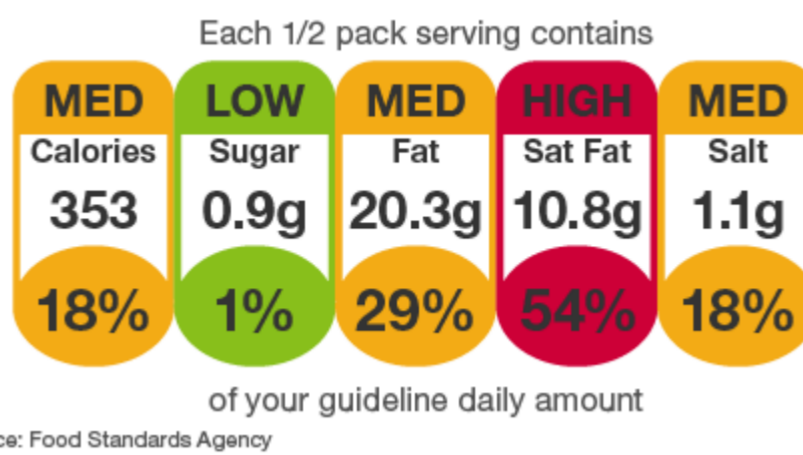 Each 1/2 pack serving contains
MED LOW MED HIGH MED
Calories Sugar Fat Sat Fat Salt
353 0.9g 20.3g 10.8g 1.1g
18% 1% 29% 54% 18%
of your guideline daily amount
Food Standards Agency